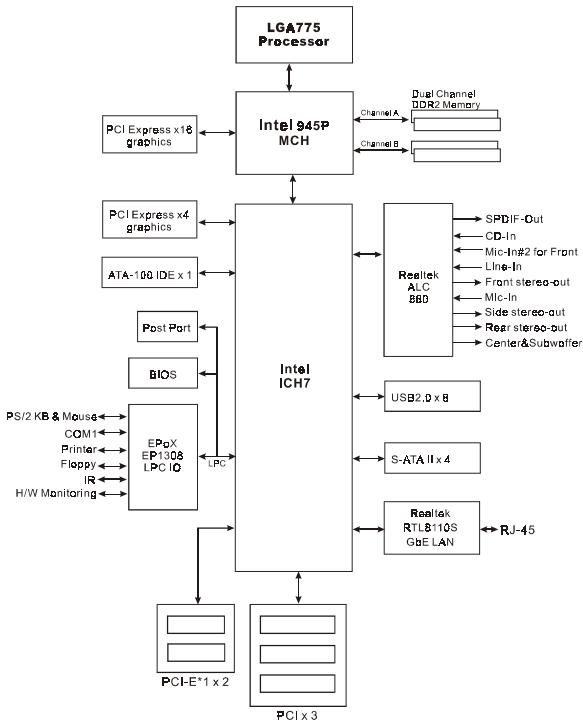 LGA775
Processor
Intel 945P
MCH
Channel A
Channel B
Dual Channel
DDR2 Memory
PCI Express x16
graphics
PCI Express x4
graphics
ATA-100 IDE x 1
Post Port
BIOS
PS/2 KB & Mouse
COM1
Printer
Floppy
IR
H/W Monitoring
EPoX
EP1308
LPC IO
LPC
Intel
ICH7
Realtek
ALC
880
SPDIF-Out
CD-In
Mic-In#2 for Front
Line-In
Front stereo-out
Mic-In
Side stereo-out
Rear stereo-out
Center&Subwoffer
USB2.0 x 8
S-ATA II x 4
Realtek
RTL8110S
GbE LAN
RJ-45
PCI-E*1 x 2
PCI x 3